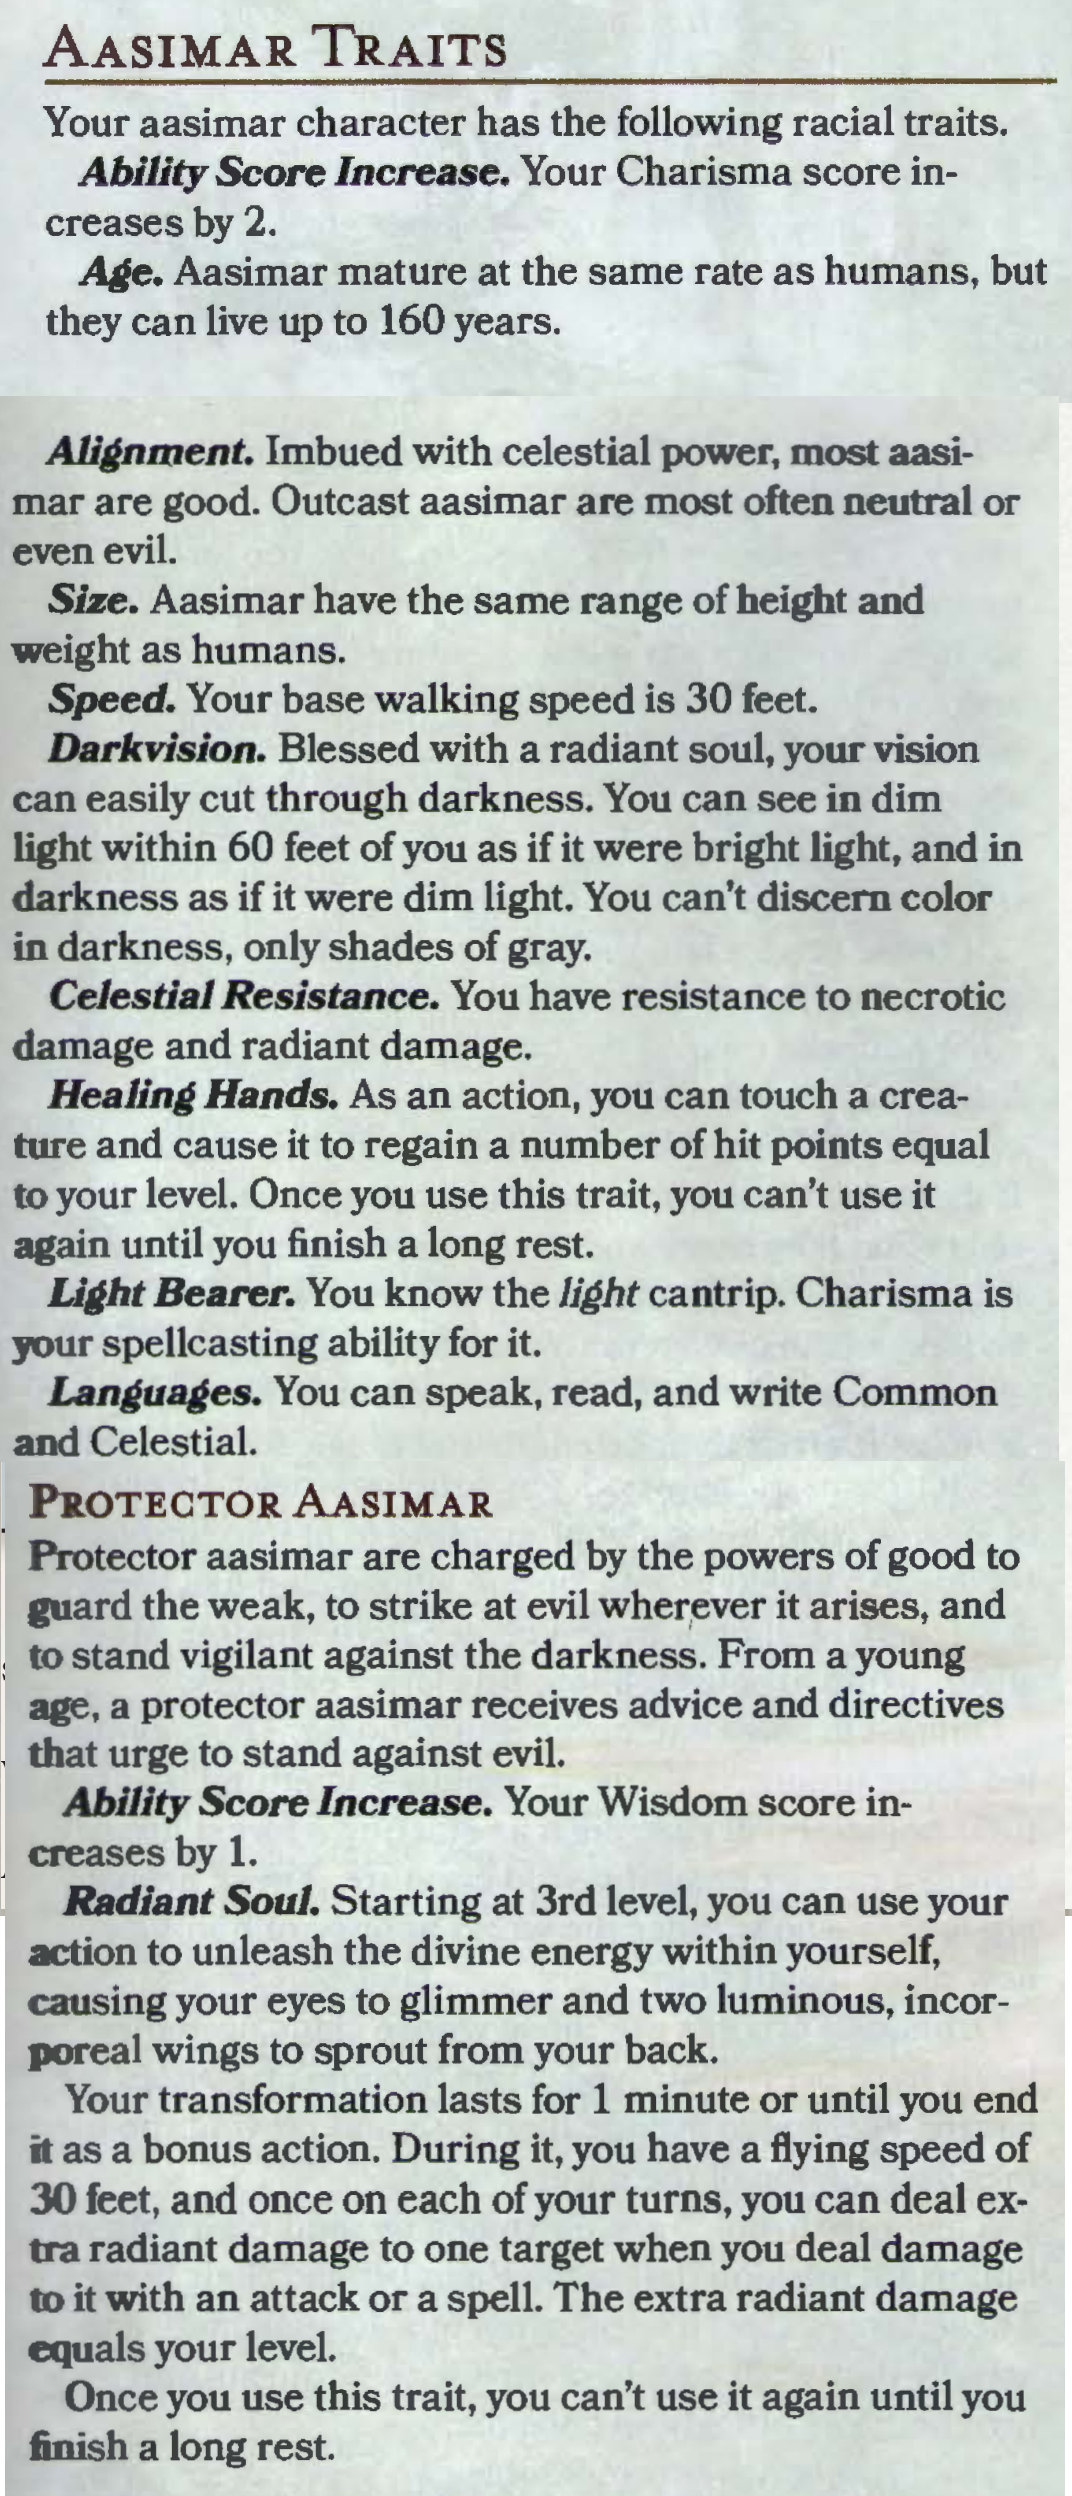 AASIMAR TRAITS
Your aasimar character has the following racial traits.
Ability Score Increase. Your Charisma score in-
creases by 2.
Age. Aasimar mature at the same rate as humans, but
they can live up to 160 years.
Alignment. Imbued with celestial power, most aasi-
mar are good. Outcast aasimar are most often neutral or
even evil.
Size. Aasimar have the same range of height and
weight as humans.
Speed. Your base walking speed is 30 feet.
Darkvision. Blessed with a radiant soul, your vision
can easily cut through darkness. You can see in dim
light within 60 feet of you as if it were bright light, and in
darkness as if it were dim light. You can't discern color
in darkness, only shades of gray.
Celestial Resistance. You have resistance to necrotic
damage and radiant damage.
Healing Hands. As an action, you can touch a crea-
ture and cause it to regain a number of hit points equal
to your level. Once you use this trait, you can't use it
again until you finish a long rest.
Light Bearer. You know the light cantrip. Charisma is
your spellcasting ability for it.
Languages. You can speak, read, and write Common
and Celestial.
PROTECTOR AASIMAR
Protector aasimar are charged by the powers of good to
guard the weak, to strike at evil wherever it arises, and
to stand vigilant against the darkness. From a young
age, a protector aasimar receives advice and directives
that urge to stand against evil.
Ability Score Increase. Your Wisdom score in-
creases by 1.
Radiant Soul. Starting at 3rd level, you can use your
action to unleash the divine energy within yourself,
causing your eyes to glimmer and two luminous, incor-
poreal wings to sprout from your back.
Your transformation lasts for 1 minute or until you end
it as a bonus action. During it, you have a flying speed of
30 feet, and once on each of your turns, you can deal ex-
tra radiant damage to one target when you deal damage
to it with an attack or a spell. The extra radiant damage
equals your level.
Once you use this trait, you can't use it again until you
finish a long rest.